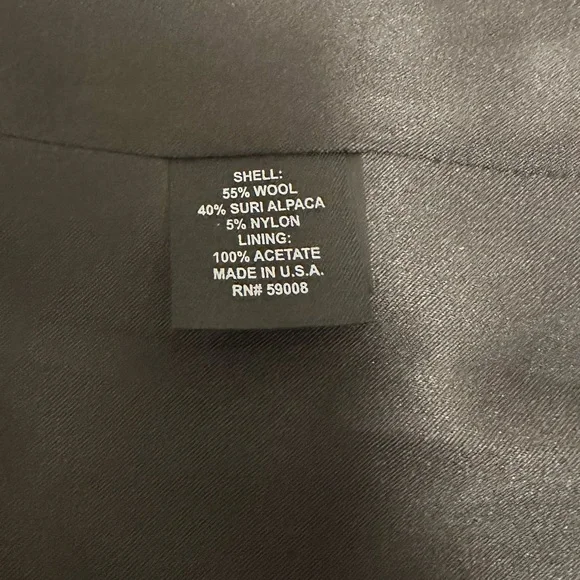 SHELL:
55% WOOL
40% SURI ALPACA
5% NYLON
LINING:
100% ACETATE
MADE IN U.S.A.
RN# 59008